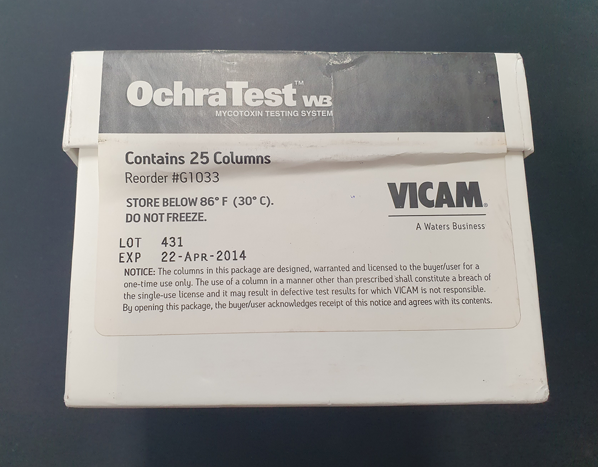 OchraTest™ WB
MYCOTOXIN TESTING SYSTEM
Contains 25 Columns
Reorder #G1033
STORE BELOW 86° F (30° C).
DO NOT FREEZE.
VICAM®
A Waters Business
LOT 431
EXP 22-APR-2014
NOTICE: The columns in this package are designed, warranted and licensed to the buyer/user for a
one-time use only. The use of a column in a manner other than prescribed shall constitute a breach of
the single-use license and it may result in defective test results for which VICAM is not responsible.
By opening this package, the buyer/user acknowledges receipt of this notice and agrees with its contents.